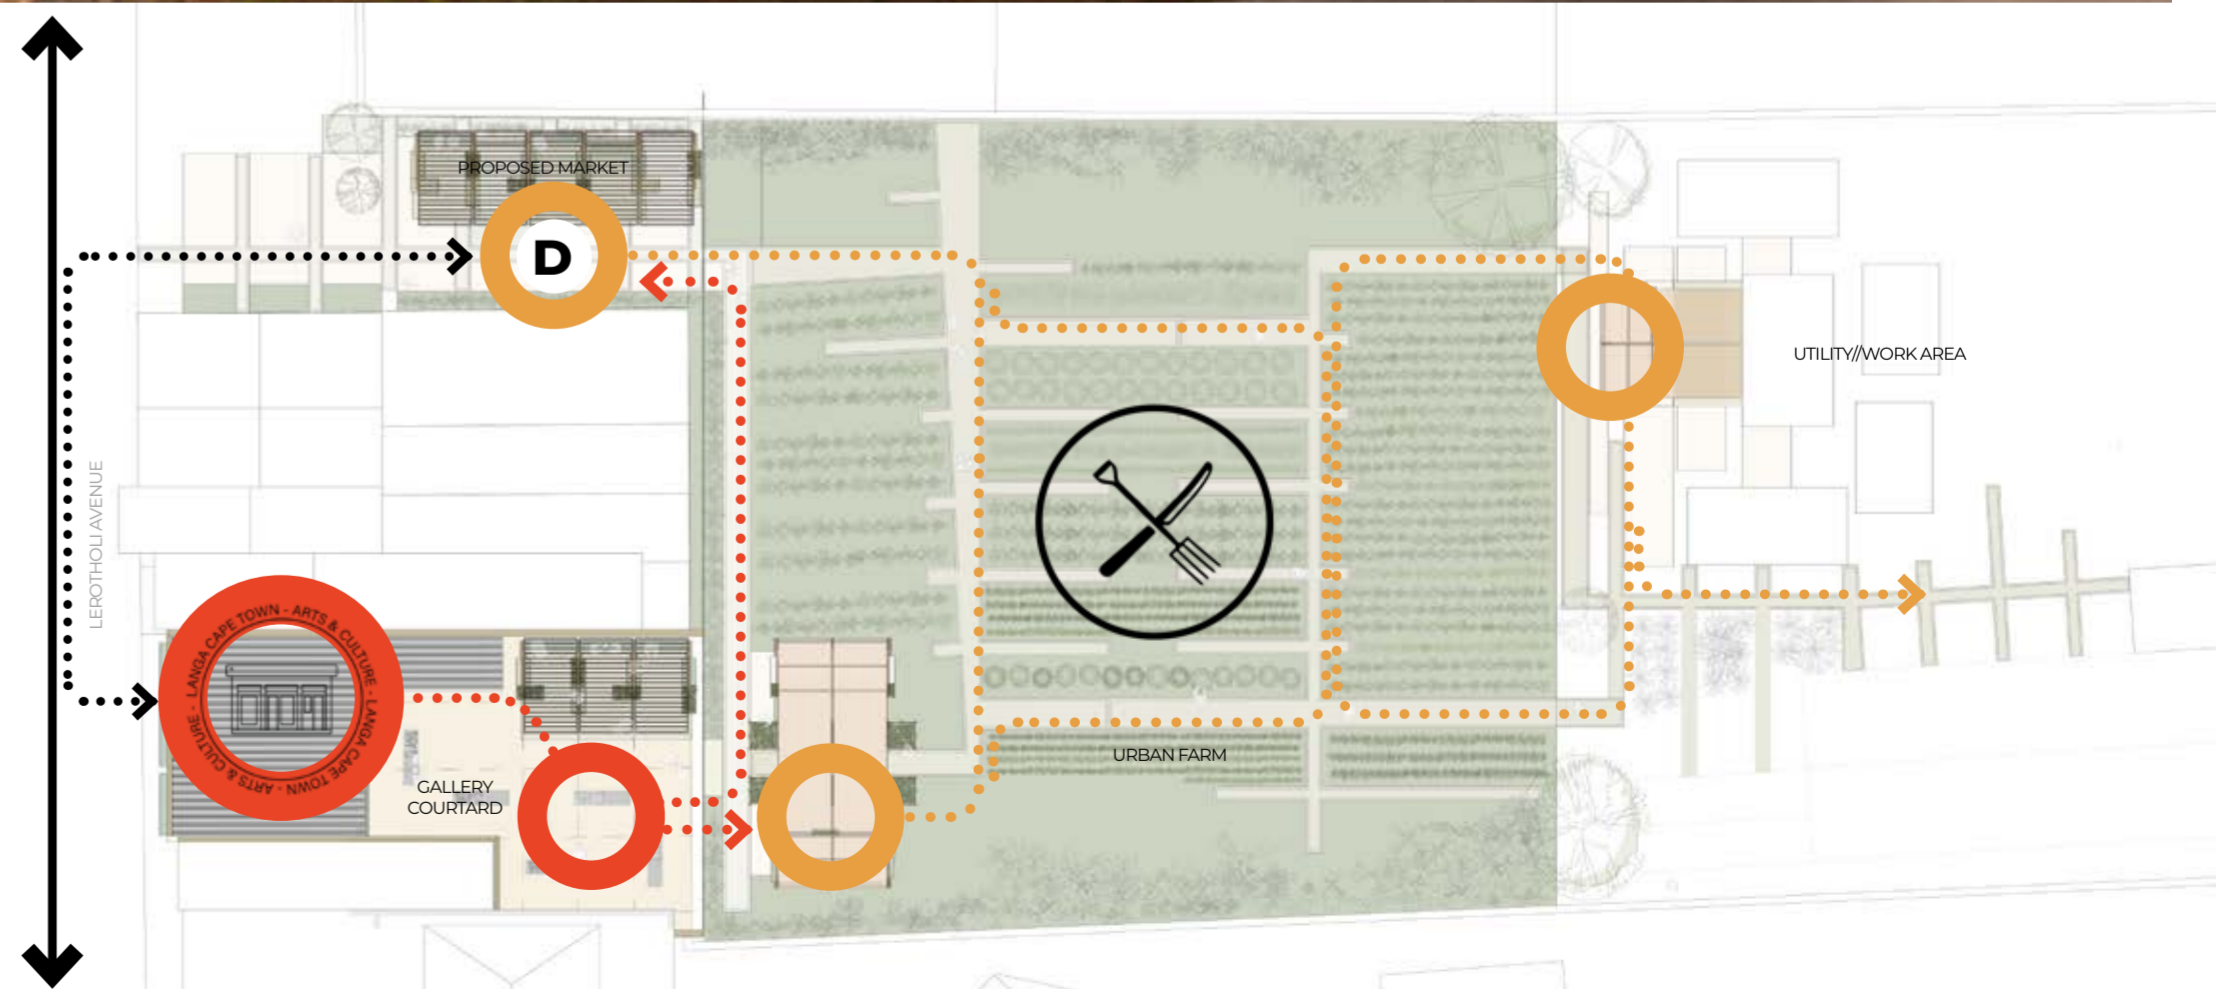 PROPOSED MARKET
D
UTILITY//WORK AREA
LEROTHOLI AVENUE
LANGA CAPE TOWN - ARTS & CULTURE - LANGA CAPE TOWN - ARTS & CULTURE -
GALLERY
COURTARD
URBAN FARM